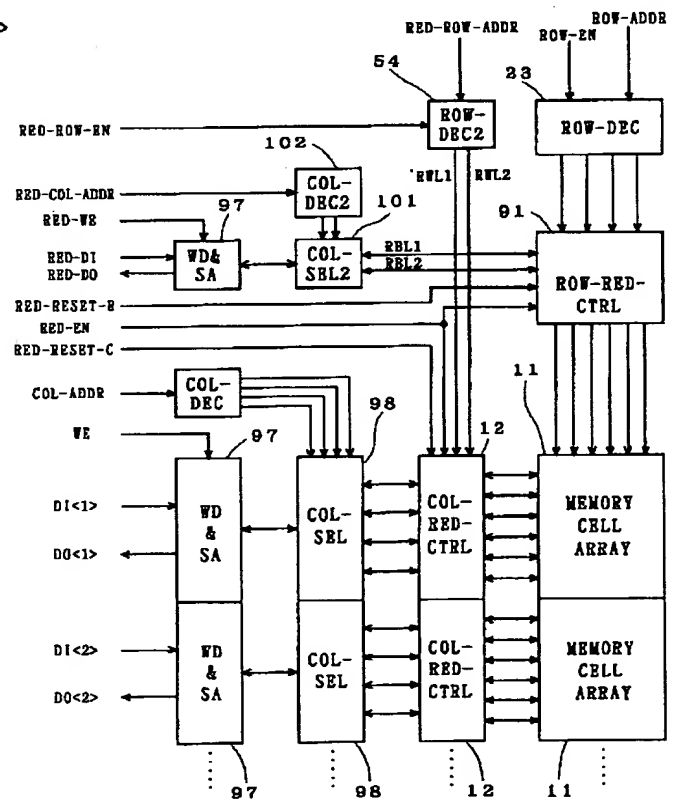 ROW-ADDR
RED-ROW-ADDR
ROW-EN
54
23
ROW-DEC2
ROW-DEC
RED-ROW-EN
102
RED-COL-ADDR
COL-DEC2
RWL1
RWL2
RED-WE
97
101
91
RED-DI
RED-DO
WD& SA
COL-SEL2
RBL1
RBL2
ROW-RED-CTRL
RED-RESET-R
RED-EN
RED-RESET-C
COL-ADDR
COL-DEC
11
WE
97
98
12
DI<1>
DO<1>
WD & SA
COL-SEL
COL-RED-CTRL
MEMORY CELL ARRAY
DI<2>
DO<2>
WD & SA
COL-SEL
COL-RED-CTRL
MEMORY CELL ARRAY
97
98
12
11